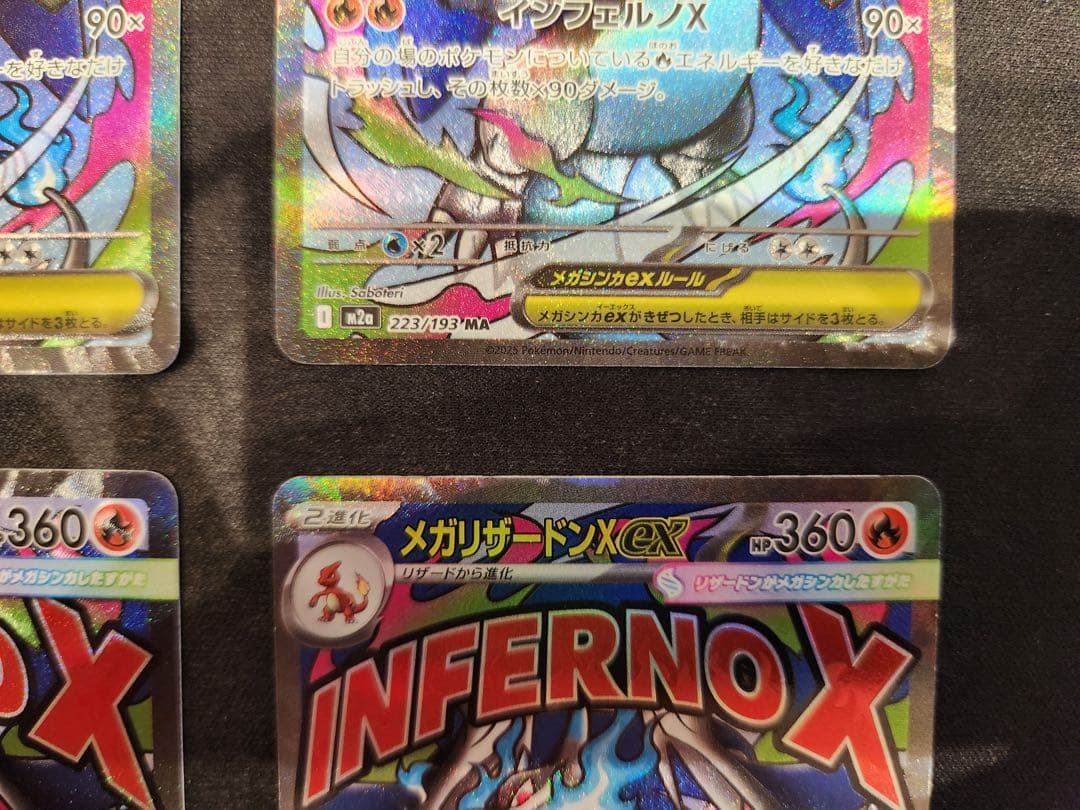 90×
を好きなだけ
はサイドを3枚とる。
インフェルノX
90×
自分の場のポケモンについているエネルギーを好きなだけ
トラッシュし、その枚数×90ダメージ。
弱点 ×2 抵抗力 にげる
メガシンカexルール
メガシンカexがきぜつしたとき、相手はサイドを3枚とる。
Illus. Saboteri
I m2a 223/193 MA
©2025 Pokémon/Nintendo/Creatures/GAME FREAK
360
がメガシンカしたすがた
X
2進化
メガリザードンXex
HP360
リザードから進化
リザードンがメガシンカしたすがた
INFERNO X